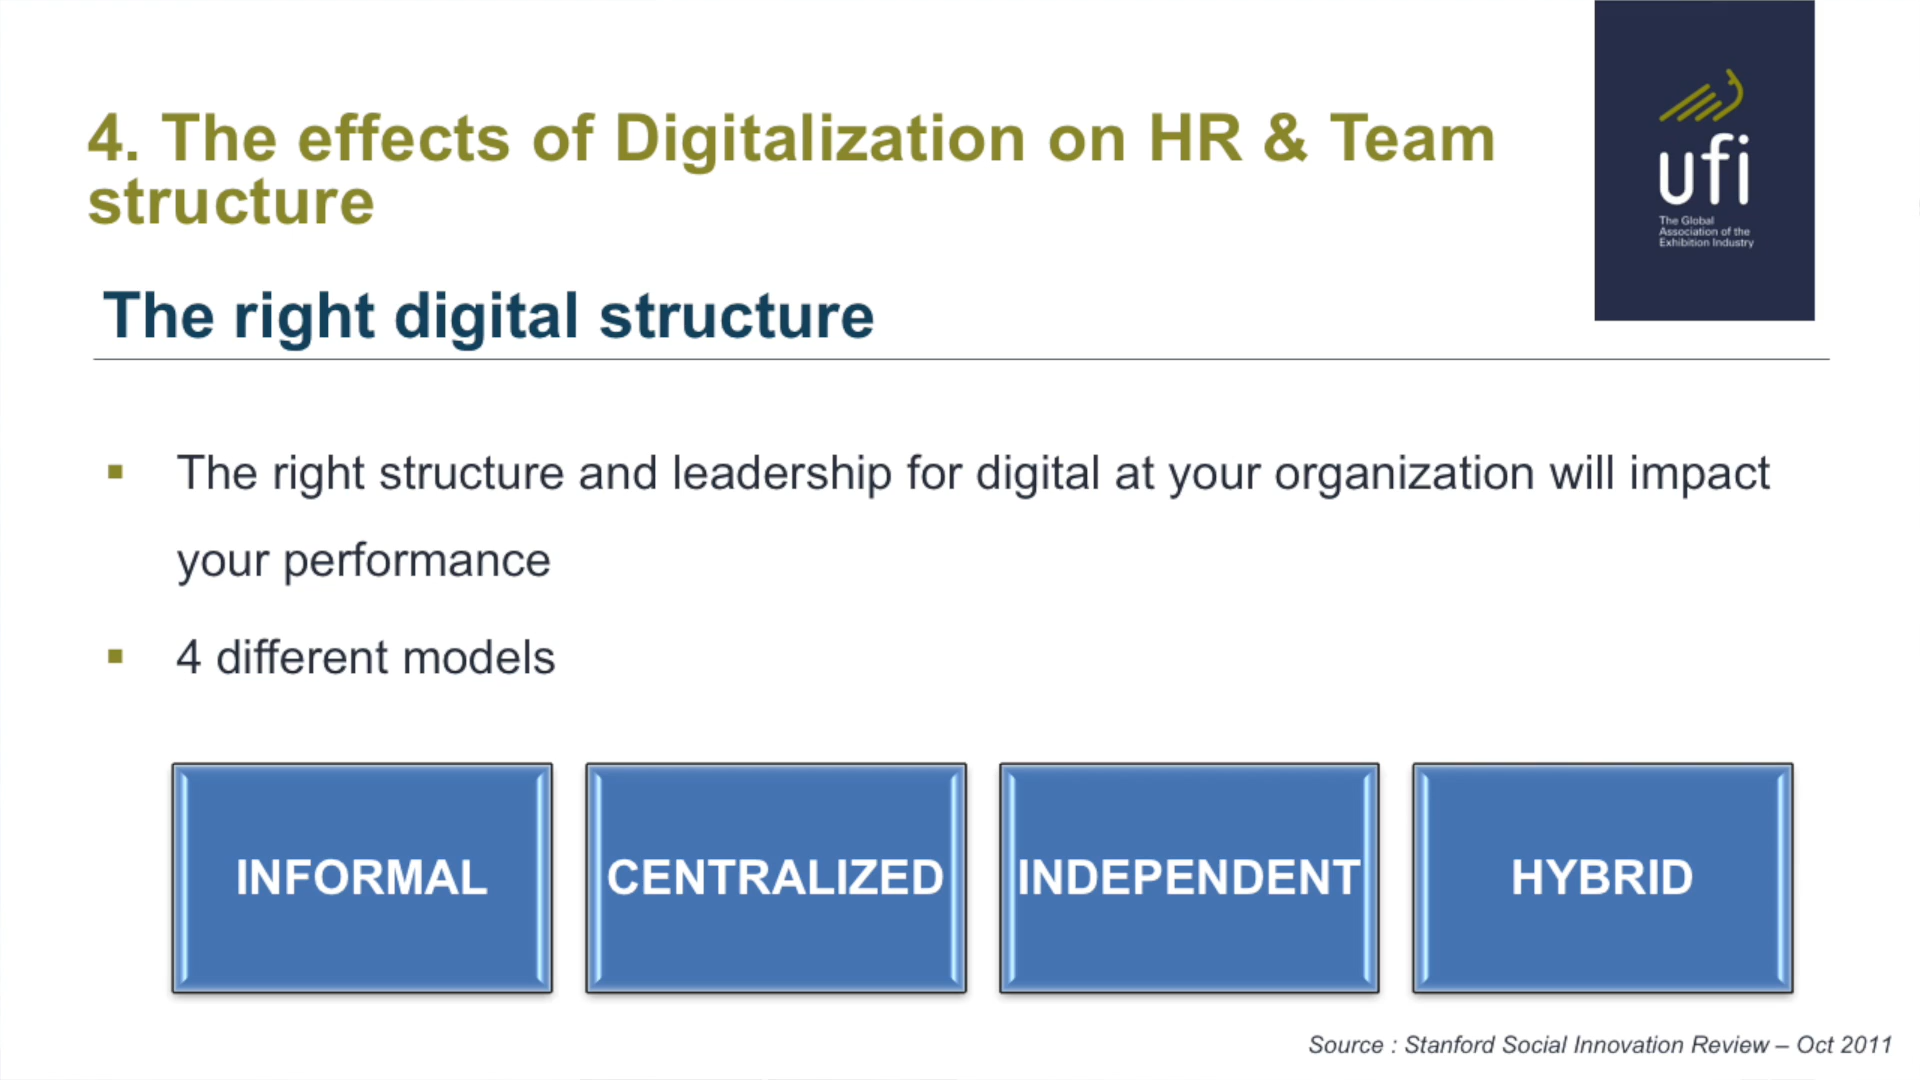 4. The effects of Digitalization on HR & Team
structure
ufi
The Global
Association of the
Exhibition Industry
The right digital structure
▪ The right structure and leadership for digital at your organization will impact
your performance
▪ 4 different models
INFORMAL
CENTRALIZED
INDEPENDENT
HYBRID
Source : Stanford Social Innovation Review – Oct 2011